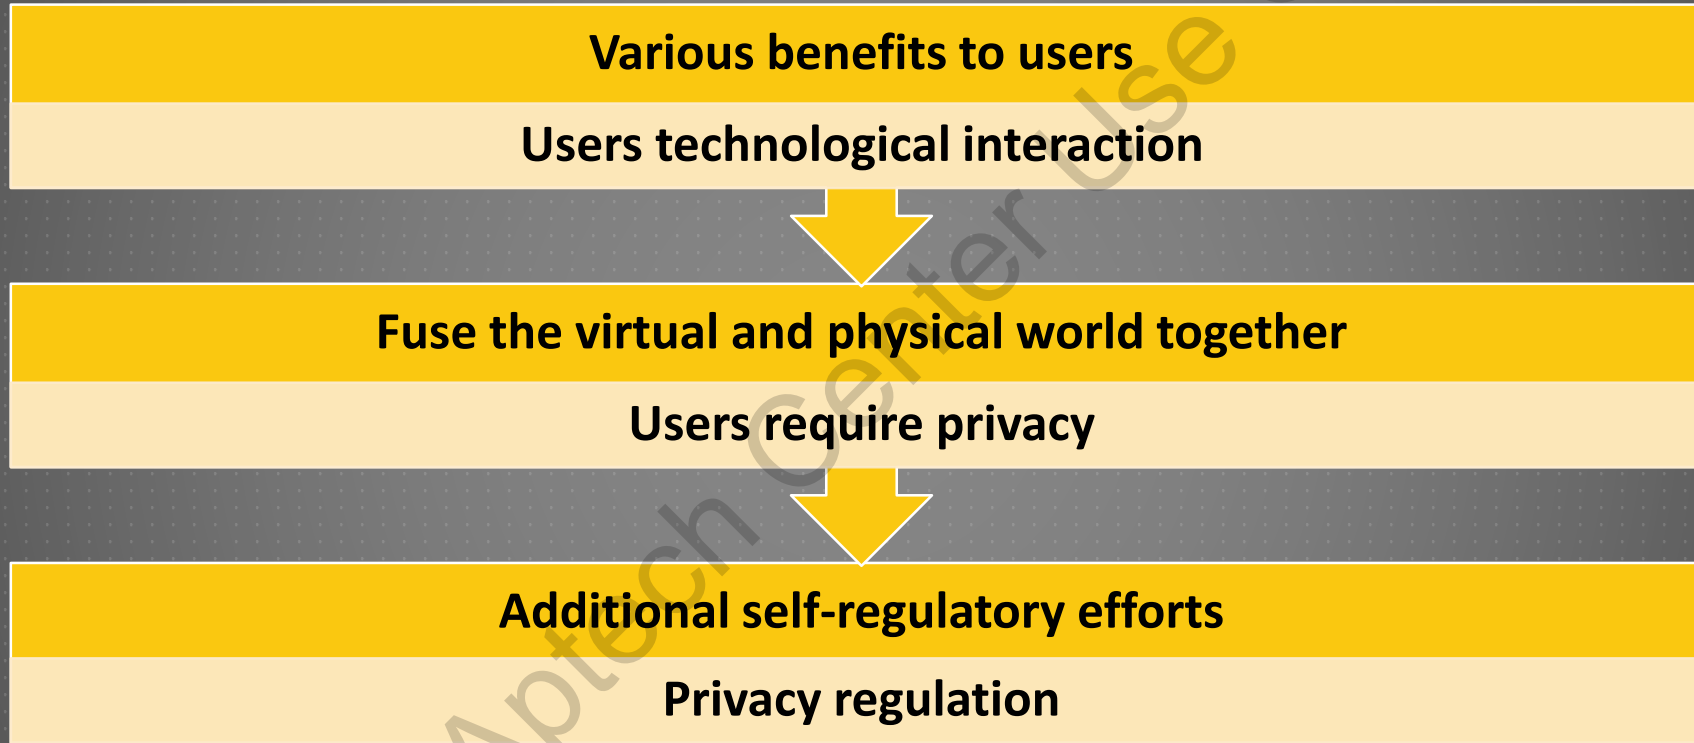 Various benefits to users
Users technological interaction
Fuse the virtual and physical world together
Users require privacy
Additional self-regulatory efforts
Privacy regulation
Aptech Center Use